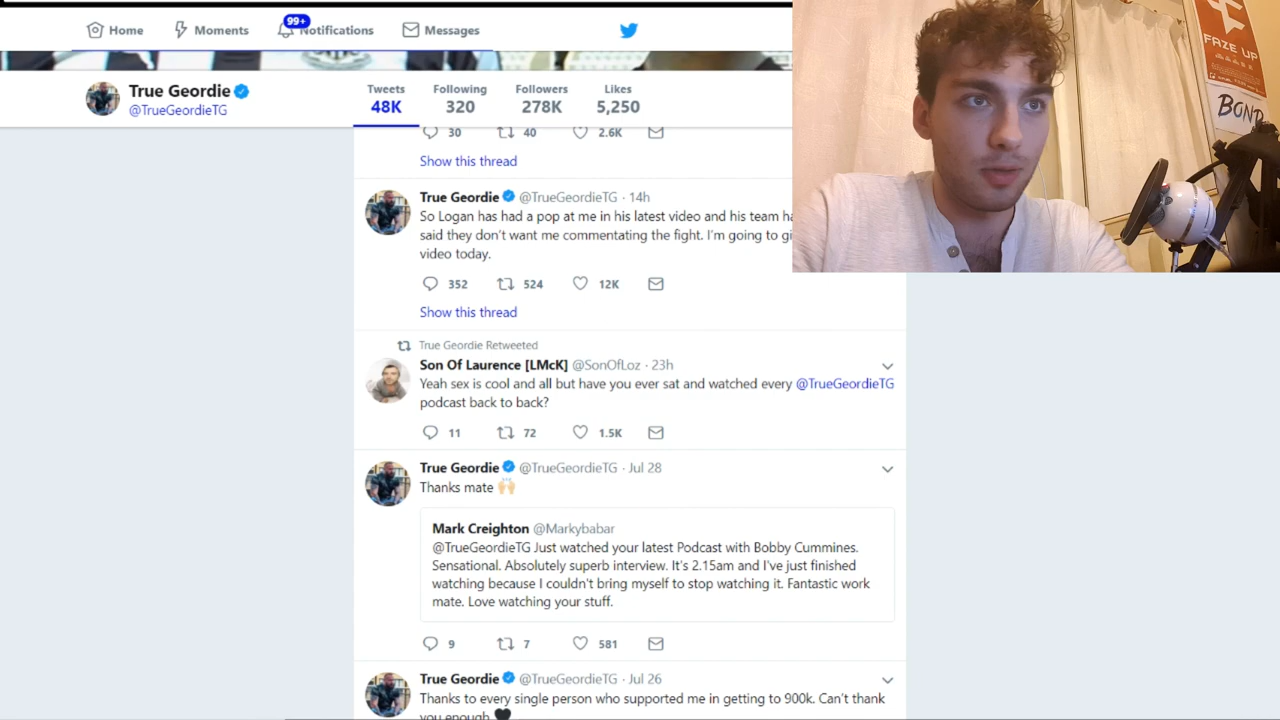 Home
Moments
99+
Notifications
Messages
True Geordie
@TrueGeordieTG
Tweets
48K
Following
320
Followers
278K
Likes
5,250
30
40
2.6K
Show this thread
True Geordie @TrueGeordieTG · 14h
So Logan has had a pop at me in his latest video and his team
said they don't want me commentating the fight. I'm going to
video today.
352
524
12K
Show this thread
True Geordie Retweeted
Son Of Laurence [LMcK] @SonOfLoz · 23h
Yeah sex is cool and all but have you ever sat and watched every @TrueGeordieTG
podcast back to back?
11
72
1.5K
True Geordie @TrueGeordieTG · Jul 28
Thanks mate 🙌🏻
Mark Creighton @Markybabar
@TrueGeordieTG Just watched your latest Podcast with Bobby Cummines.
Sensational. Absolutely superb interview. It's 2.15am and I've just finished
watching because I couldn't bring myself to stop watching it. Fantastic work
mate. Love watching your stuff.
9
7
581
True Geordie @TrueGeordieTG · Jul 26
Thanks to every single person who supported me in getting to 900k. Can't thank
you enough 🖤
FAZE UP
BOND